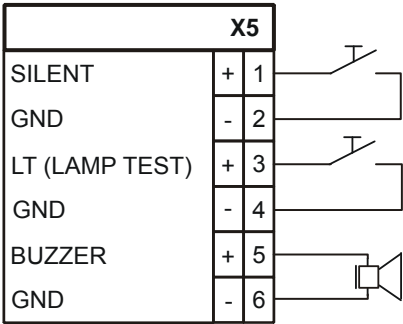 X5
SILENT + 1
GND - 2
LT (LAMP TEST) + 3
GND - 4
BUZZER + 5
GND - 6